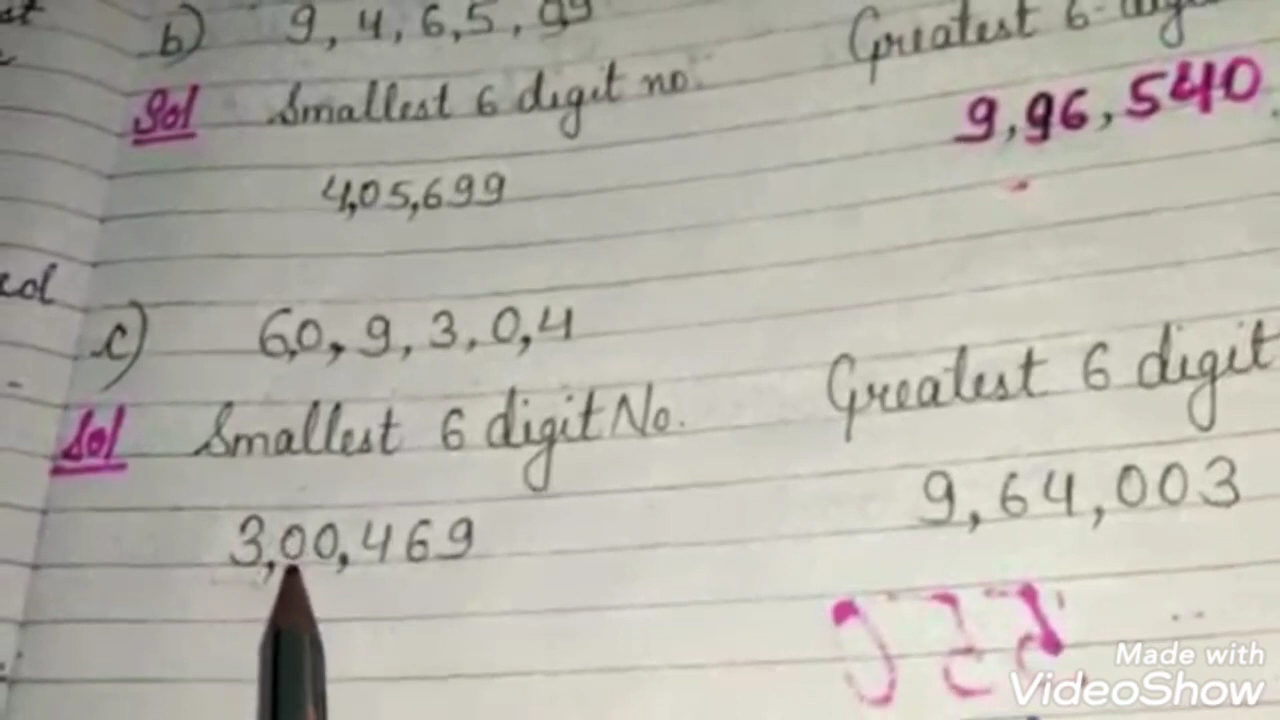 b) 9, 4, 6, 5,
Greatest 6
Sol Smallest 6 digit no.
9,96,540
4,05,699
c) 6,0, 9, 3, 0, 4
Sol Smallest 6 digit No. Greatest 6 digit
3,00,469
9,64,003
Made with
VideoShow